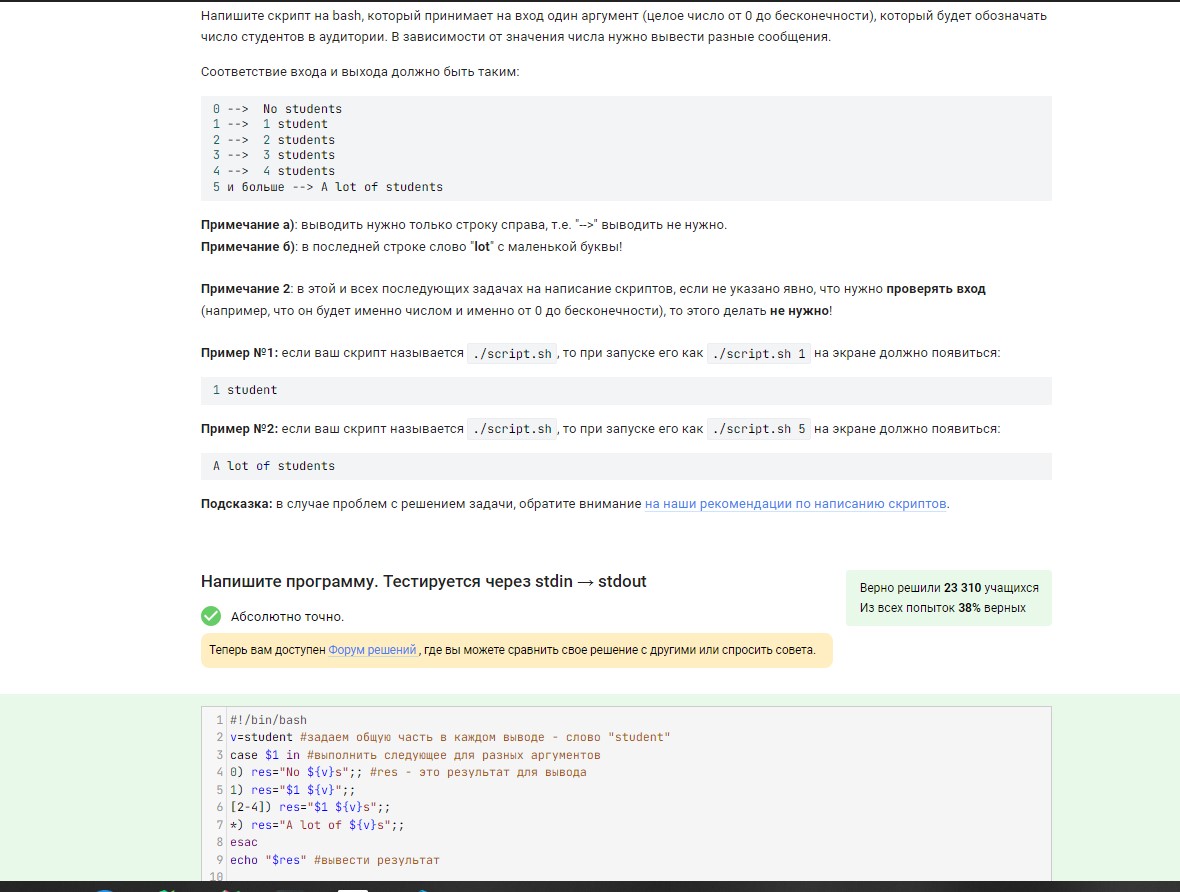 Напишите скрипт на bash, который принимает на вход один аргумент (целое число от 0 до бесконечности), который будет обозначать
число студентов в аудитории. В зависимости от значения числа нужно вывести разные сообщения.
Соответствие входа и выхода должно быть таким:
0 -->  No students
1 -->  1 student
2 -->  2 students
3 -->  3 students
4 -->  4 students
5 и больше --> A lot of students
Примечание а): выводить нужно только строку справа, т.е. "-->" выводить не нужно.
Примечание б): в последней строке слово "lot" с маленькой буквы!
Примечание 2: в этой и всех последующих задачах на написание скриптов, если не указано явно, что нужно проверять вход
(например, что он будет именно числом и именно от 0 до бесконечности), то этого делать не нужно!
Пример №1: если ваш скрипт называется ./script.sh , то при запуске его как ./script.sh 1 на экране должно появиться:
1 student
Пример №2: если ваш скрипт называется ./script.sh , то при запуске его как ./script.sh 5 на экране должно появиться:
A lot of students
Подсказка: в случае проблем с решением задачи, обратите внимание на наши рекомендации по написанию скриптов.
Напишите программу. Тестируется через stdin → stdout
Верно решили 23 310 учащихся
Из всех попыток 38% верных
Абсолютно точно.
Теперь вам доступен Форум решений , где вы можете сравнить свое решение с другими или спросить совета.
1 #!/bin/bash
2 v=student #задаем общую часть в каждом выводе - слово "student"
3 case $1 in #выполнить следующее для разных аргументов
4 0) res="No ${v}s";; #res - это результат для вывода
5 1) res="$1 ${v}";;
6 [2-4]) res="$1 ${v}s";;
7 *) res="A lot of ${v}s";;
8 esac
9 echo "$res" #вывести результат
10